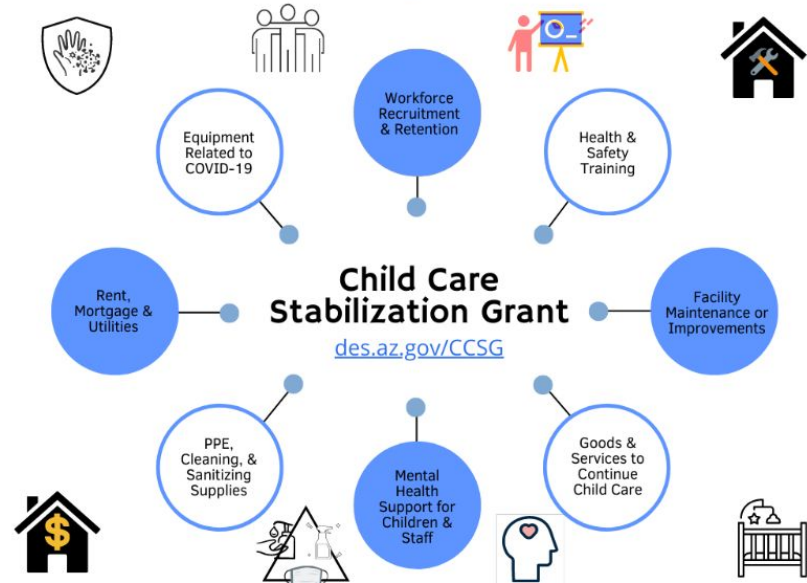 Workforce
Recruitment
& Retention
Equipment
Related to
COVID-19
Health &
Safety
Training
Child Care
Stabilization Grant
des.az.gov/CCSG
Rent,
Mortgage &
Utilities
Facility
Maintenance or
Improvements
PPE,
Cleaning, &
Sanitizing
Supplies
Mental
Health
Support for
Children &
Staff
Goods &
Services to
Continue
Child Care
$